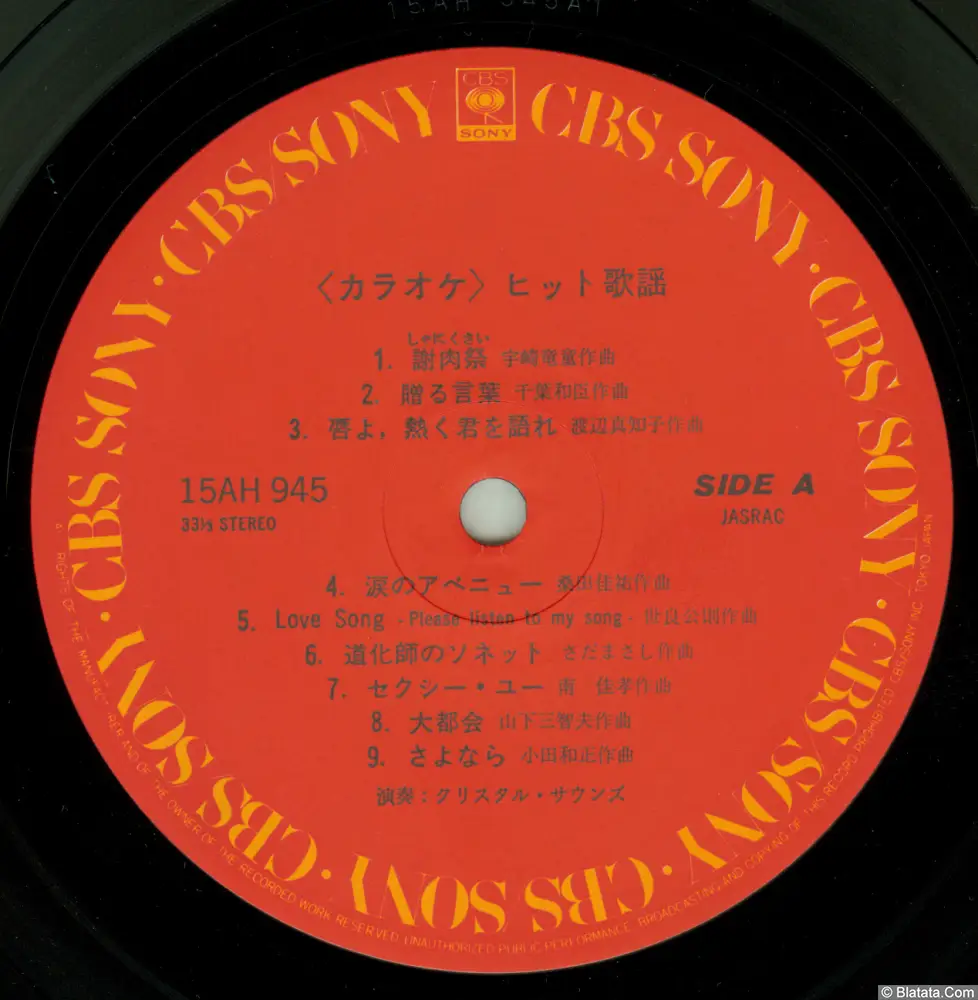 15AH 945A1
CBS
SONY
CBS/SONY · CBS/SONY · CBS/SONY · CBS/SONY · CBS/SONY · CBS/SONY · CBS SONY · CBS SONY
〈カラオケ〉ヒット歌謡
しゃにくさい
1. 謝肉祭 宇崎竜童作曲
2. 贈る言葉 千葉和臣作曲
3. 唇よ,熱く君を語れ 渡辺真知子作曲
15AH 945
33⅓ STEREO
SIDE A
JASRAC
4. 涙のアベニュー 桑田佳祐作曲
5. Love Song - Please listen to my song - 世良公則作曲
6. 道化師のソネット さだまさし作曲
7. セクシー・ユー 南 佳孝作曲
8. 大都会 山下三智夫作曲
9. さよなら 小田和正作曲
演奏:クリスタル・サウンズ
RIGHTS OF THE MANUFACTURER AND OF THE OWNER OF THE RECORDED WORK RESERVED UNAUTHORIZED PUBLIC PERFORMANCE BROADCASTING AND COPYING OF THIS RECORD PROHIBITED CBS/SONY INC. TOKYO JAPAN
© Blatata.Com